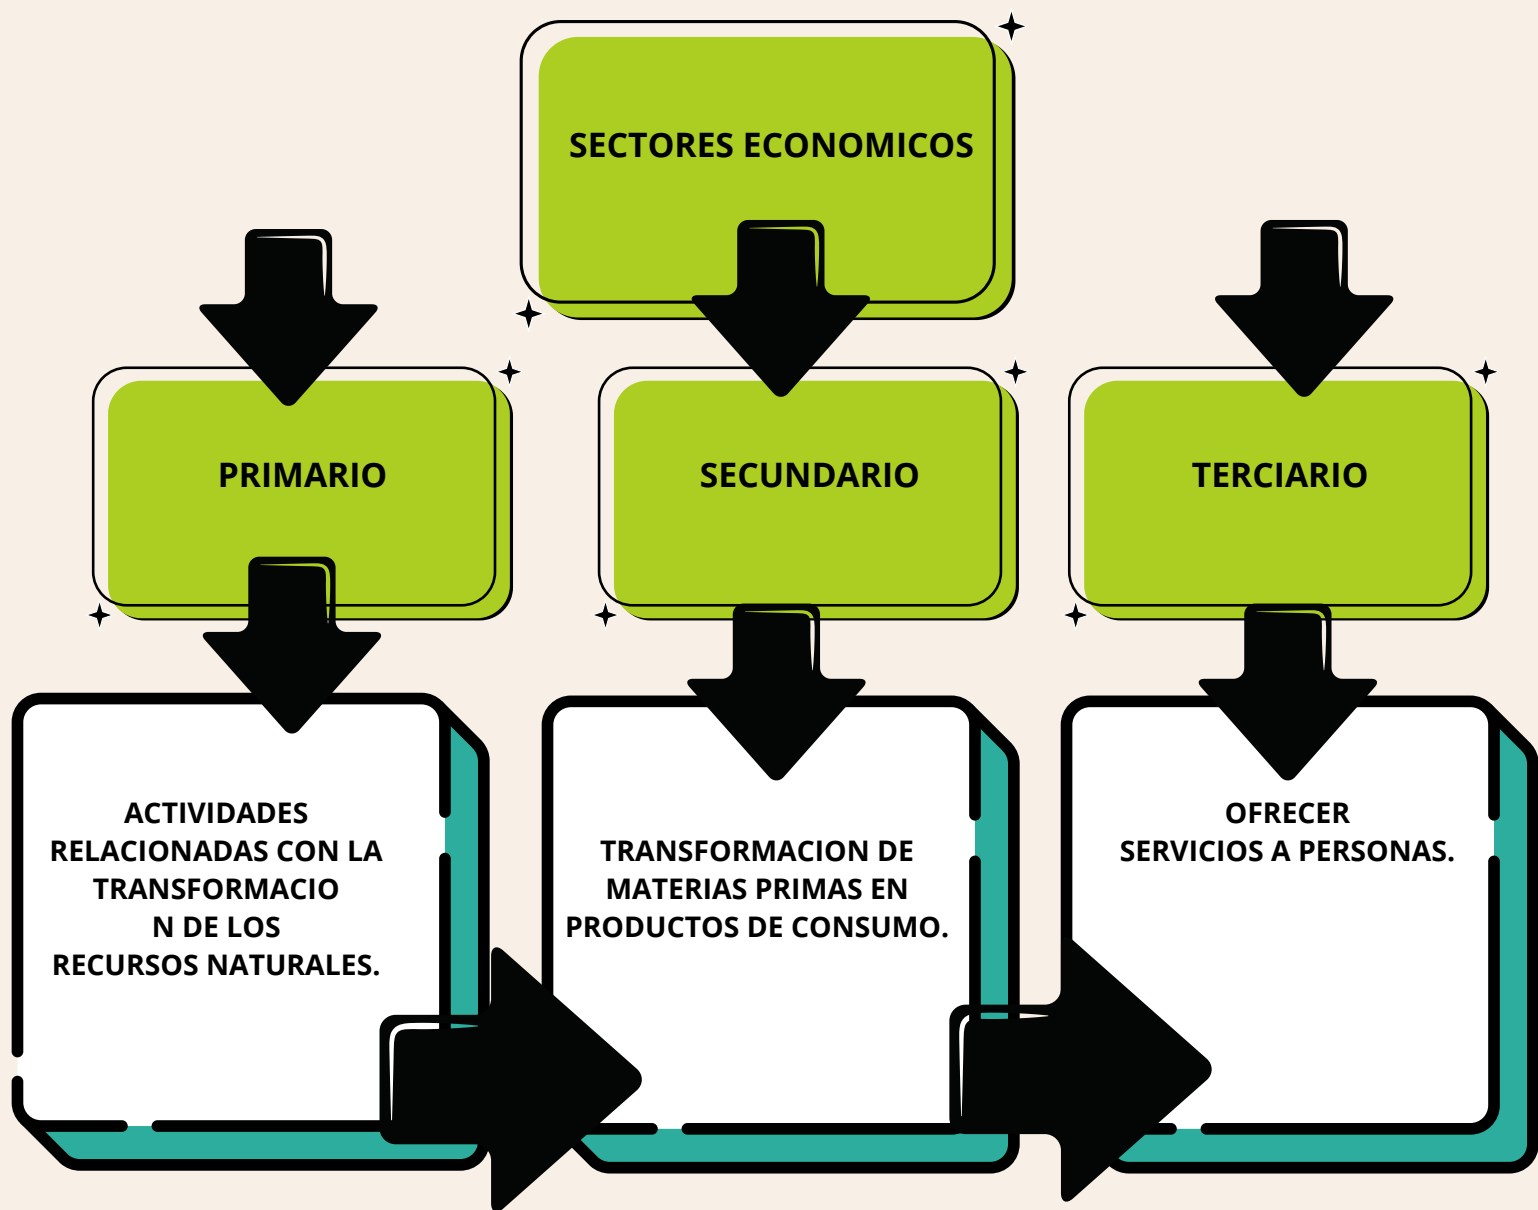 SECTORES ECONOMICOS
PRIMARIO
SECUNDARIO
TERCIARIO
ACTIVIDADES
RELACIONADAS CON LA
TRANSFORMACIO
N DE LOS
RECURSOS NATURALES.
TRANSFORMACION DE
MATERIAS PRIMAS EN
PRODUCTOS DE CONSUMO.
OFRECER
SERVICIOS A PERSONAS.